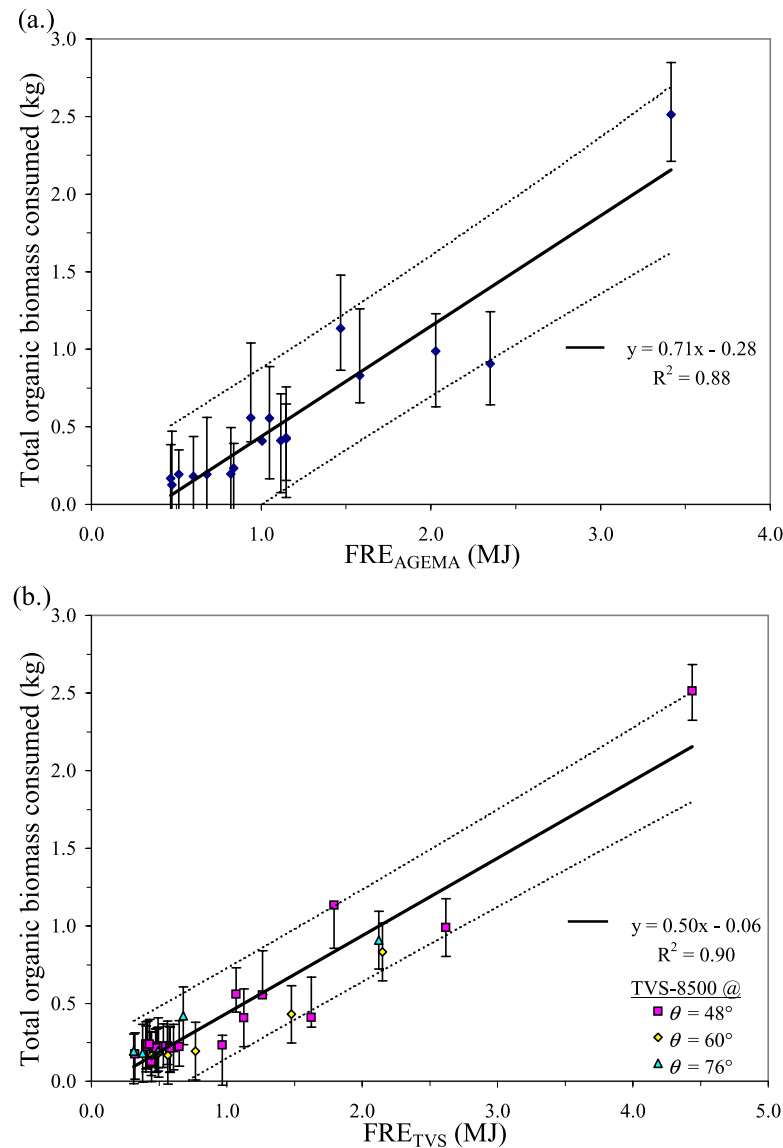 (a.)
3.0
2.5
2.0
1.5
1.0
0.5
0.0
Total organic biomass consumed (kg)
y = 0.71x - 0.28
R² = 0.88
0.0 1.0 2.0 3.0 4.0
FRE_AGEMA (MJ)
(b.)
3.0
2.5
2.0
1.5
1.0
0.5
0.0
Total organic biomass consumed (kg)
y = 0.50x - 0.06
R² = 0.90
TVS-8500 @
θ = 48°
θ = 60°
θ = 76°
0.0 1.0 2.0 3.0 4.0 5.0
FRE_TVS (MJ)